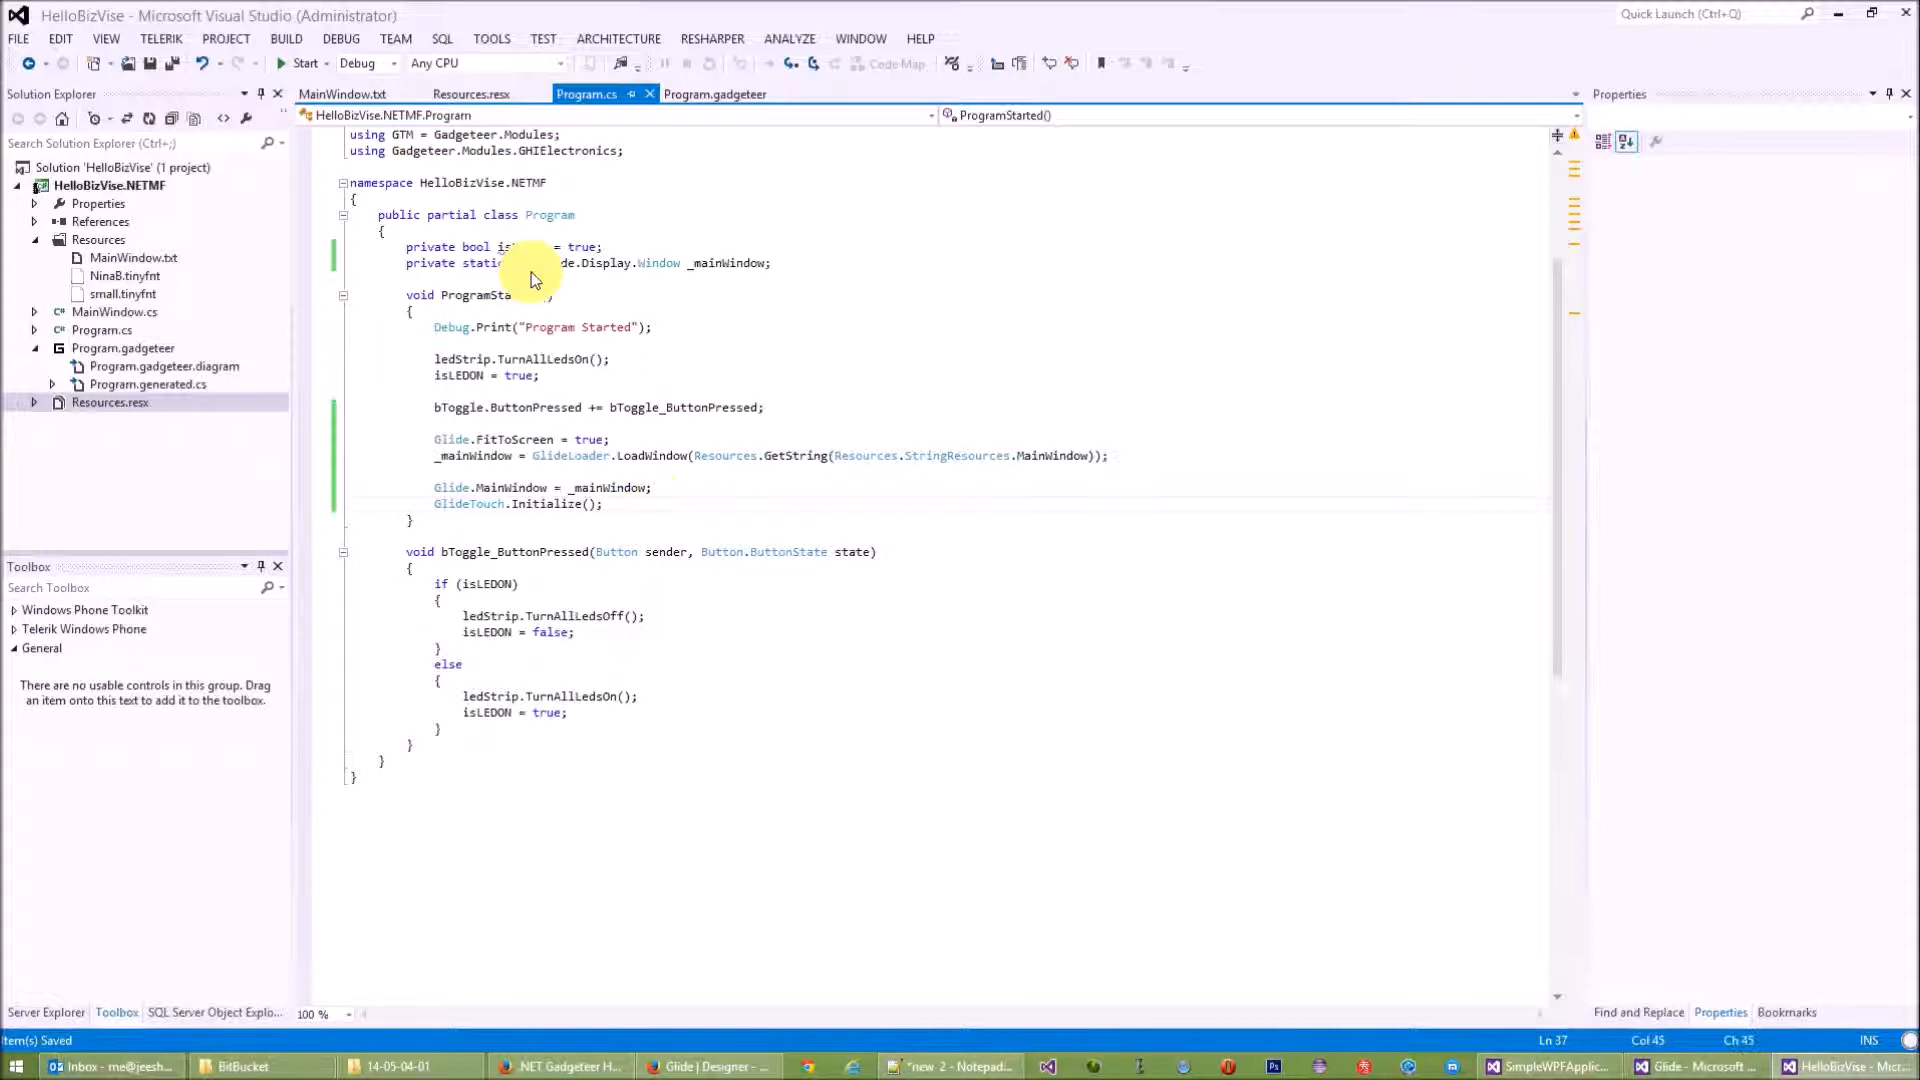 HelloBizVise - Microsoft Visual Studio (Administrator)
Quick Launch (Ctrl+Q)
FILE EDIT VIEW TELERIK PROJECT BUILD DEBUG TEAM SQL TOOLS TEST ARCHITECTURE RESHARPER ANALYZE WINDOW HELP
Start Debug Any CPU Code Map
Solution Explorer
MainWindow.txt Resources.resx Program.cs Program.gadgeteer
Properties
HelloBizVise.NETMF.Program ProgramStarted()
Search Solution Explorer (Ctrl+;)
Solution 'HelloBizVise' (1 project)
HelloBizVise.NETMF
Properties
References
Resources
MainWindow.txt
NinaB.tinyfnt
small.tinyfnt
MainWindow.cs
Program.cs
Program.gadgeteer
Program.gadgeteer.diagram
Program.generated.cs
Resources.resx
using GTM = Gadgeteer.Modules;
using Gadgeteer.Modules.GHIElectronics;
namespace HelloBizVise.NETMF
{
public partial class Program
{
private bool = true;
private static .Display.Window _mainWindow;
void
{
Debug.Print("Program Started");
ledStrip.TurnAllLedsOn();
isLEDON = true;
bToggle.ButtonPressed += bToggle_ButtonPressed;
Glide.FitToScreen = true;
_mainWindow = GlideLoader.LoadWindow(Resources.GetString(Resources.StringResources.MainWindow));
Glide.MainWindow = _mainWindow;
GlideTouch.Initialize();
}
void bToggle_ButtonPressed(Button sender, Button.ButtonState state)
{
if (isLEDON)
{
ledStrip.TurnAllLedsOff();
isLEDON = false;
}
else
{
ledStrip.TurnAllLedsOn();
isLEDON = true;
}
}
}
}
Toolbox
Search Toolbox
Windows Phone Toolkit
Telerik Windows Phone
General
There are no usable controls in this group. Drag
an item onto this text to add it to the toolbox.
Server Explorer Toolbox SQL Server Object Explo...
100 %
Find and Replace Properties Bookmarks
Item(s) Saved
Ln 37 Col 45 Ch 45 INS
Inbox - me@jeesh... BitBucket 14-05-04-01 .NET Gadgeteer H... Glide | Designer - ... *new 2 - Notepad... Ps SimpleWPFApplic... Glide - Microsoft ... HelloBizVise - Micr...